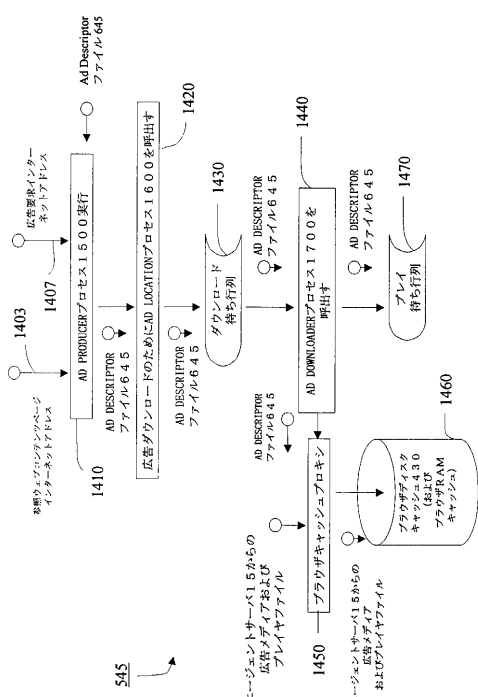 545
1403
参照ウェブコンテンツページ
インターネットアドレス
1407
広告要求インター
ネットアドレス
Ad Descriptor
ファイル 645
1410
AD PRODUCERプロセス1500実行
AD DESCRIPTOR
ファイル645
1420
広告ダウンロードのためにAD LOCATIONプロセス1600を呼出す
AD DESCRIPTOR
ファイル645
1430
ダウンロード
待ち行列
AD DESCRIPTOR
ファイル645
1440
AD DOWNLOADERプロセス1700を
呼出す
AD DESCRIPTOR
ファイル645
AD DESCRIPTOR
ファイル645
1470
プレイ
待ち行列
ージェントサーバ15からの
広告メディアおよび
プレイヤファイル
1450
ブラウザキャッシュプロキシ
1460
ブラウザディスク
キャッシュ430
(および
ブラウザRAM
キャッシュ)
ージェントサーバ15からの
広告メディア
およびプレイヤファイル